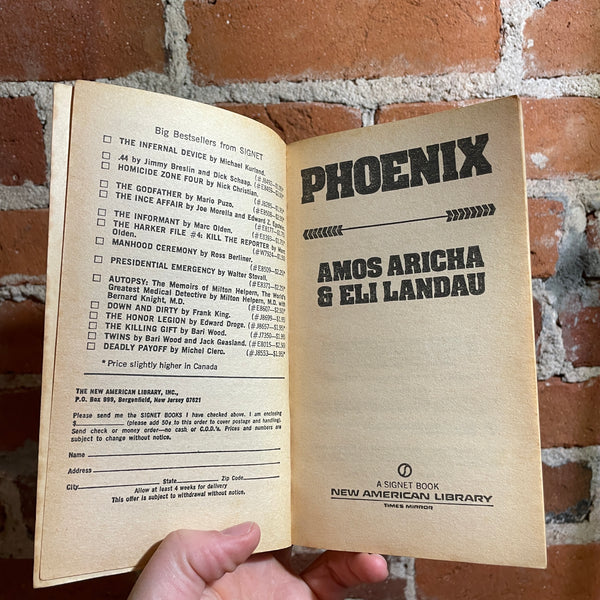 Big Bestsellers from SIGNET
THE INFERNAL DEVICE by Michael Kurland.
.44 by Jimmy Breslin and Dick Schaap.
HOMICIDE ZONE FOUR by Nick Christian.
THE GODFATHER by Mario Puzo.
THE INCE AFFAIR by Joe Morella and Edward Z. Epstein.
THE INFORMANT by Marc Olden.
THE HARKER FILE #4: KILL THE REPORTER by Marc
Olden.
MANHOOD CEREMONY by Ross Berliner.
PRESIDENTIAL EMERGENCY by Walter Stovall.
AUTOPSY: The Memoirs of Milton Helpern, The World's
Greatest Medical Detective by Milton Helpern, M.D. with
Bernard Knight, M.D.
DOWN AND DIRTY by Frank King.
THE HONOR LEGION by Edward Droge.
THE KILLING GIFT by Bari Wood.
TWINS by Bari Wood and Jack Geasland.
DEADLY PAYOFF by Michel Clerc.
*Price slightly higher in Canada
THE NEW AMERICAN LIBRARY, INC.,
P.O. Box 999, Bergenfield, New Jersey 07621
Please send me the SIGNET BOOKS I have checked above. I am enclosing
$ (please add 50¢ to this order to cover postage and handling).
Send check or money order—no cash or C.O.D.'s. Prices and numbers are
subject to change without notice.
Name
Address
City State Zip Code
Allow at least 4 weeks for delivery
This offer is subject to withdrawal without notice.
PHOENIX
AMOS ARICHA
& ELI LANDAU
A SIGNET BOOK
NEW AMERICAN LIBRARY
TIMES MIRROR